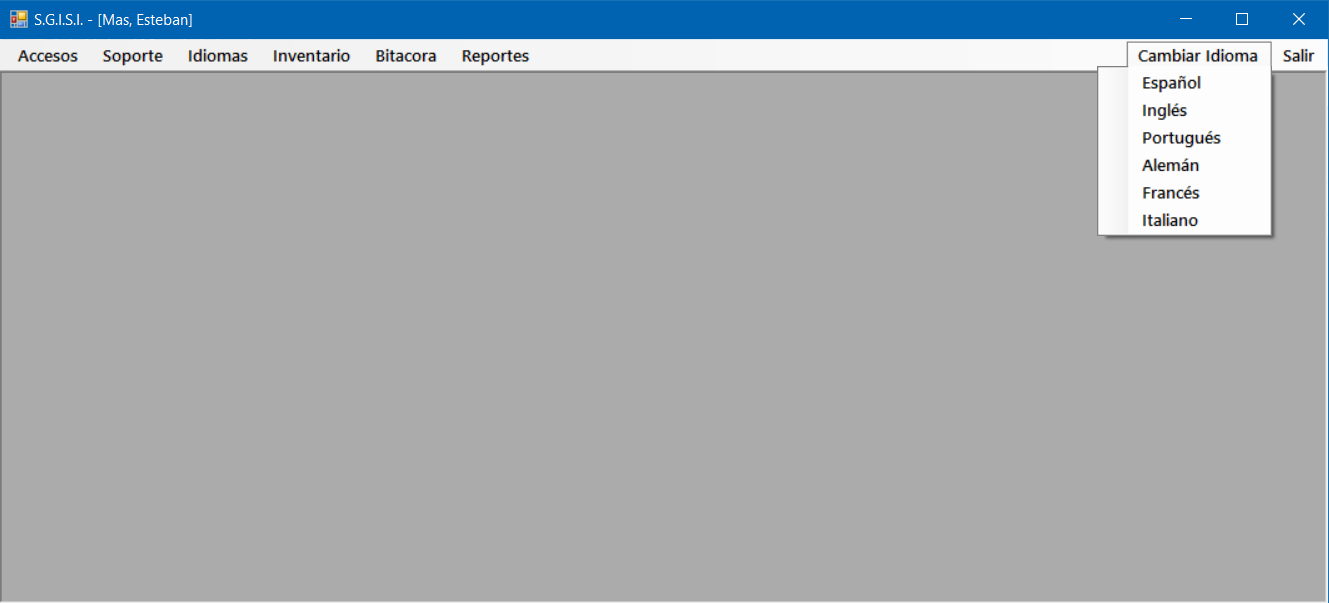 S.G.I.S.I. - [Mas, Esteban]
Accesos Soporte Idiomas Inventario Bitacora Reportes Cambiar Idioma Salir
Español
Inglés
Portugués
Alemán
Francés
Italiano